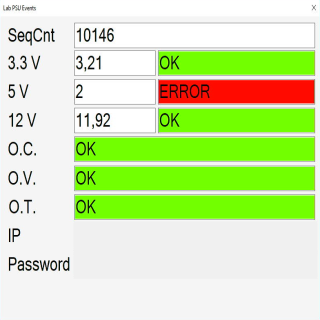 Lab PSU Events X
SeqCnt 10146
3.3 V 3,21 OK
5 V 2 ERROR
12 V 11,92 OK
O.C. OK
O.V. OK
O.T. OK
IP
Password